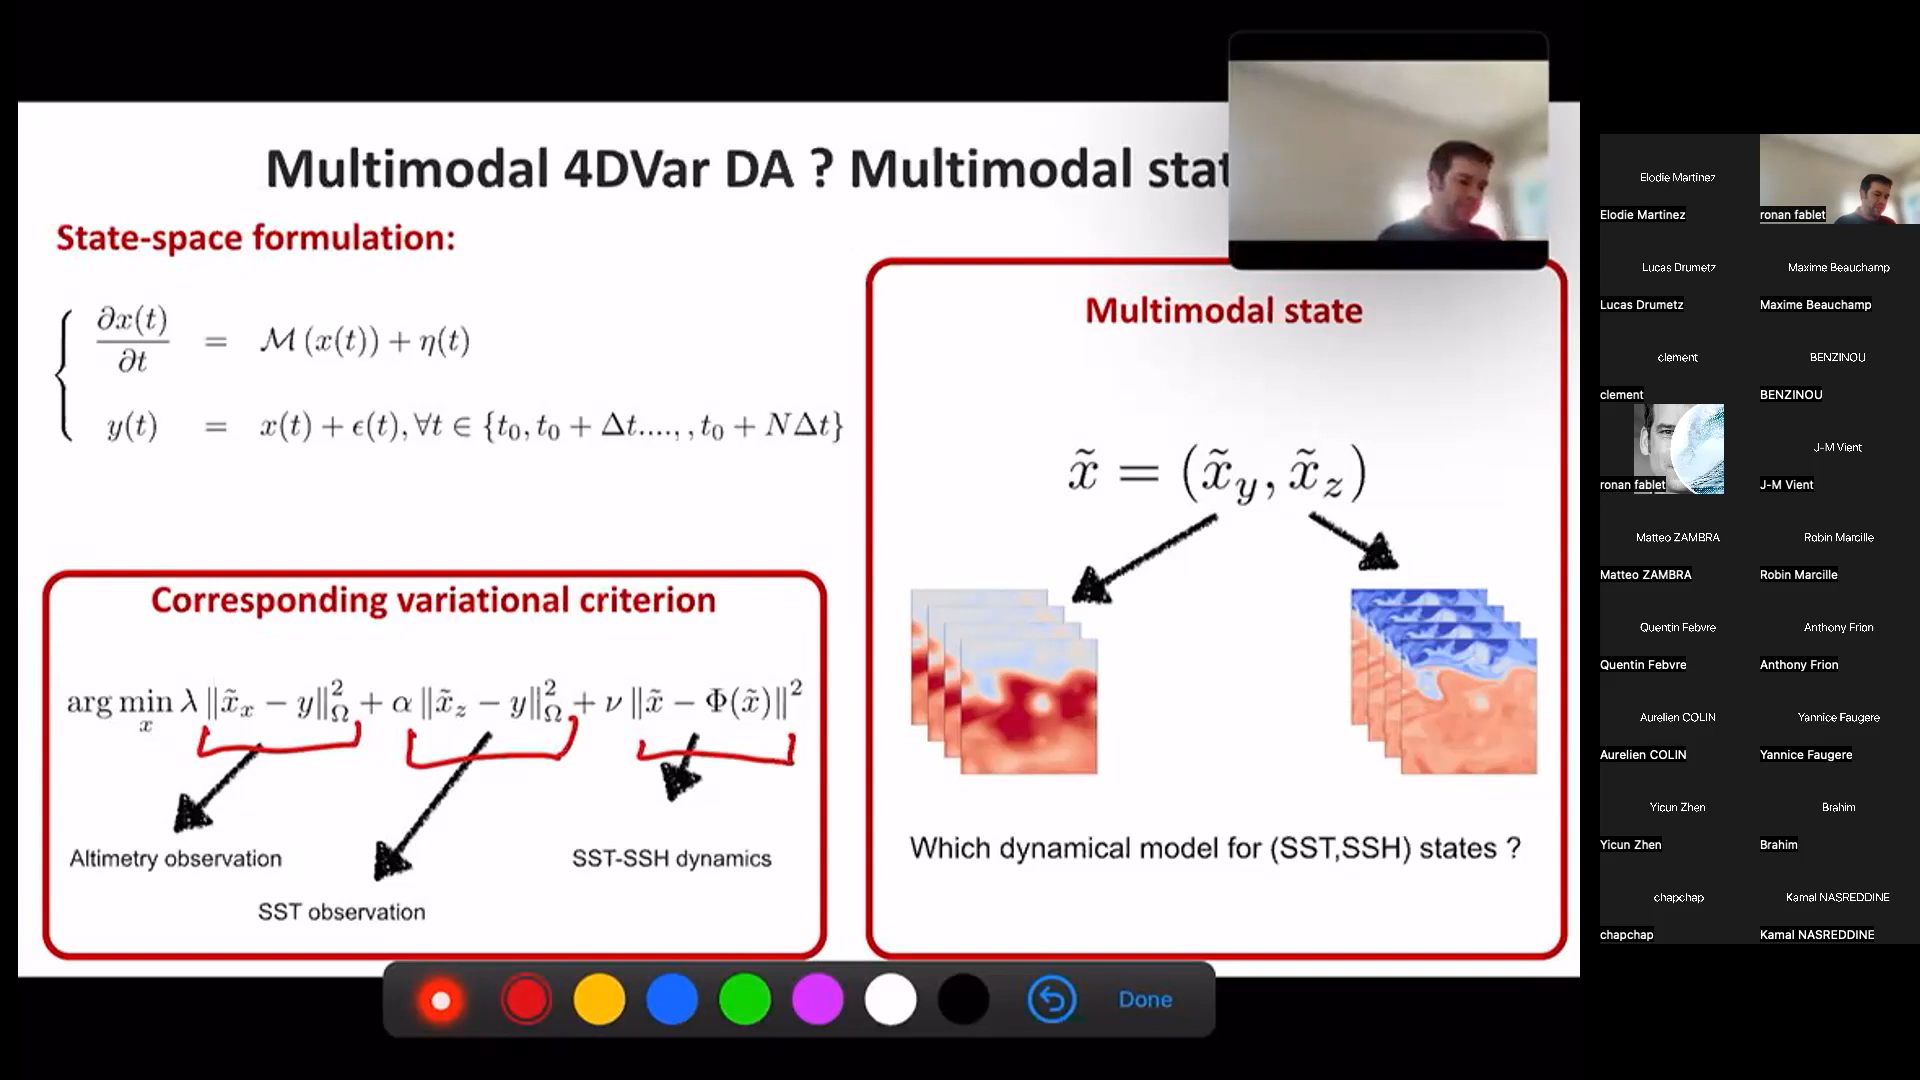 Multimodal 4DVar DA ? Multimodal stat
State-space formulation:
∂x(t)/∂t = M (x(t)) + η(t)
y(t) = x(t) + ϵ(t), ∀t ∈ {t₀, t₀ + Δt...., , t₀ + NΔt}
Corresponding variational criterion
arg min_x λ ‖x̃_x − y‖²_Ω + α ‖x̃_z − y‖²_Ω + ν ‖x̃ − Φ(x̃)‖²
Altimetry observation
SST observation
SST-SSH dynamics
Multimodal state
x̃ = (x̃_y, x̃_z)
Which dynamical model for (SST,SSH) states ?
Done
Elodie Martinez
Elodie Martinez
ronan fablet
Lucas Drumetz
Maxime Beauchamp
Lucas Drumetz
Maxime Beauchamp
clement
BENZINOU
clement
BENZINOU
J-M Vient
ronan fablet
J-M Vient
Matteo ZAMBRA
Robin Marcille
Matteo ZAMBRA
Robin Marcille
Quentin Febvre
Anthony Frion
Quentin Febvre
Anthony Frion
Aurelien COLIN
Yannice Faugere
Aurelien COLIN
Yannice Faugere
Yicun Zhen
Brahim
Yicun Zhen
Brahim
chapchap
Kamal NASREDDINE
chapchap
Kamal NASREDDINE